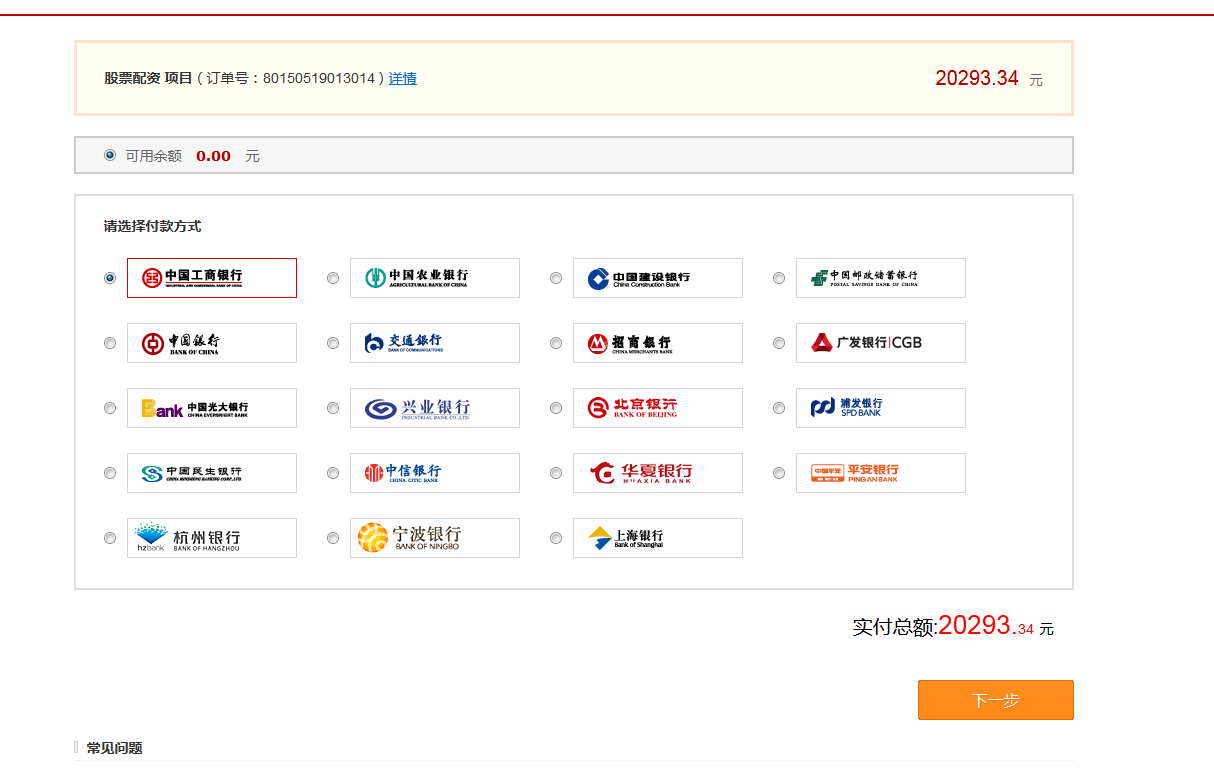 股票配资 项目（订单号：80150519013014）详情 20293.34 元
可用余额 0.00 元
请选择付款方式
中国工商银行 中国农业银行 中国建设银行 中国邮政储蓄银行
INDUSTRIAL AND COMMERCIAL BANK OF CHINA AGRICULTURAL BANK OF CHINA China Construction Bank POSTAL SAVINGS BANK OF CHINA
中国银行 交通银行 招商银行 广发银行|CGB
BANK OF CHINA BANK OF COMMUNICATIONS CHINA MERCHANTS BANK
Bank 中国光大银行 兴业银行 北京银行 浦发银行
CHINA EVERBRIGHT BANK INDUSTRIAL BANK CO.,LTD. BANK OF BEIJING SPD BANK
中国民生银行 中信银行 华夏银行 中国平安 平安银行
CHINA MINSHENG BANKING CORP.,LTD. CHINA CITIC BANK HUAXIA BANK PING AN BANK
杭州银行 宁波银行 上海银行
hzbank BANK OF HANGZHOU BANK OF NINGBO Bank of Shanghai
实付总额:20293.34 元
下一步
常见问题